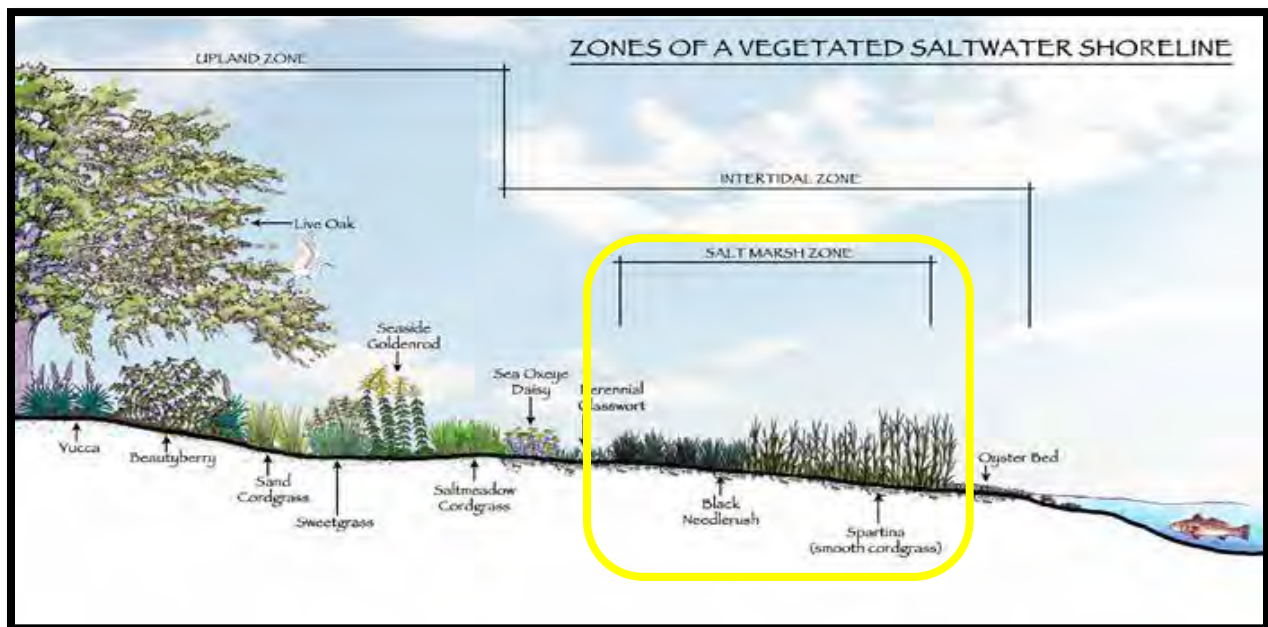 ZONES OF A VEGETATED SALTWATER SHORELINE
UPLAND ZONE
INTERTIDAL ZONE
SALT MARSH ZONE
Live Oak
Seaside
Goldenrod
Sea Oxeye
Daisy
Perennial
Glasswort
Yucca
Beautyberry
Sand
Cordgrass
Sweetgrass
Saltmeadow
Cordgrass
Black
Needlerush
Spartina
(smooth cordgrass)
Oyster Bed